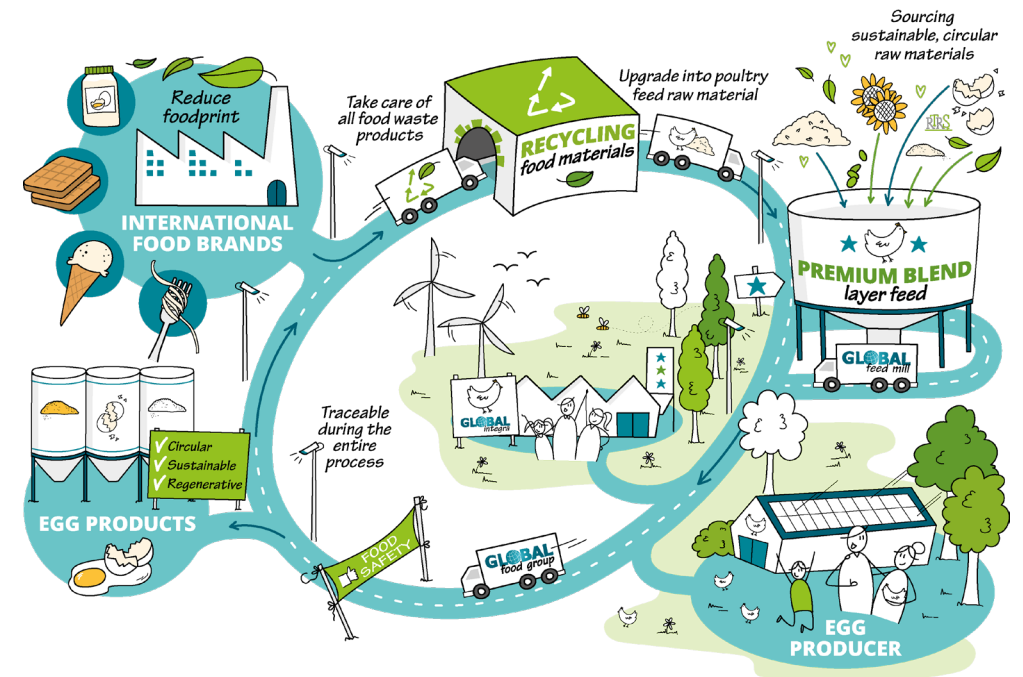 Sourcing
sustainable, circular
raw materials
Reduce
foodprint
Take care of
all food waste
products
Upgrade into poultry
feed raw material
RECYCLING
food materials
RTRS
INTERNATIONAL
FOOD BRANDS
PREMIUM BLEND
layer feed
GLOBAL
feed mill
GLOBAL
integril
Traceable
during the
entire
process
Circular
Sustainable
Regenerative
EGG PRODUCTS
FOOD
SAFETY
GLOBAL
food group
EGG
PRODUCER